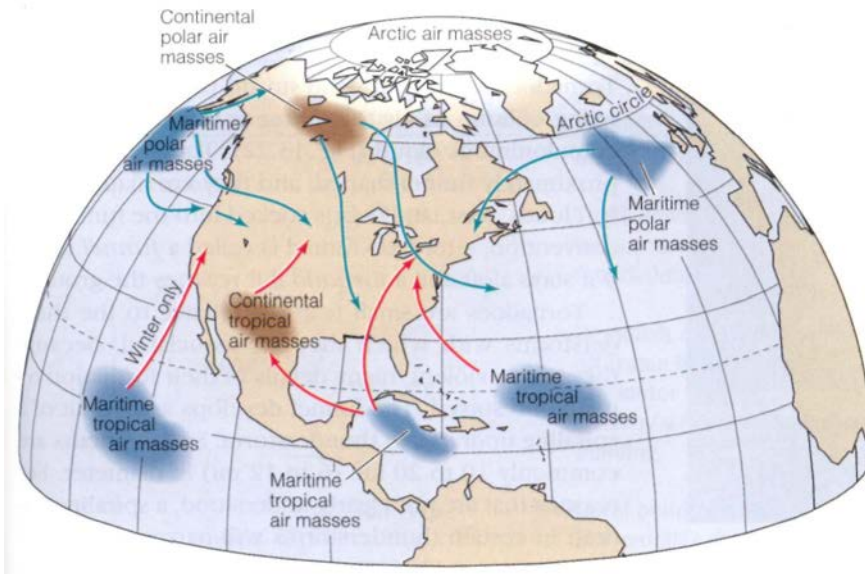 Continental
polar air
masses
Arctic air masses
Arctic circle
Maritime
polar
air masses
Maritime
polar
air masses
Winter only
Continental
tropical
air masses
Maritime
tropical
air masses
Maritime
tropical
air masses
Maritime
tropical
air masses